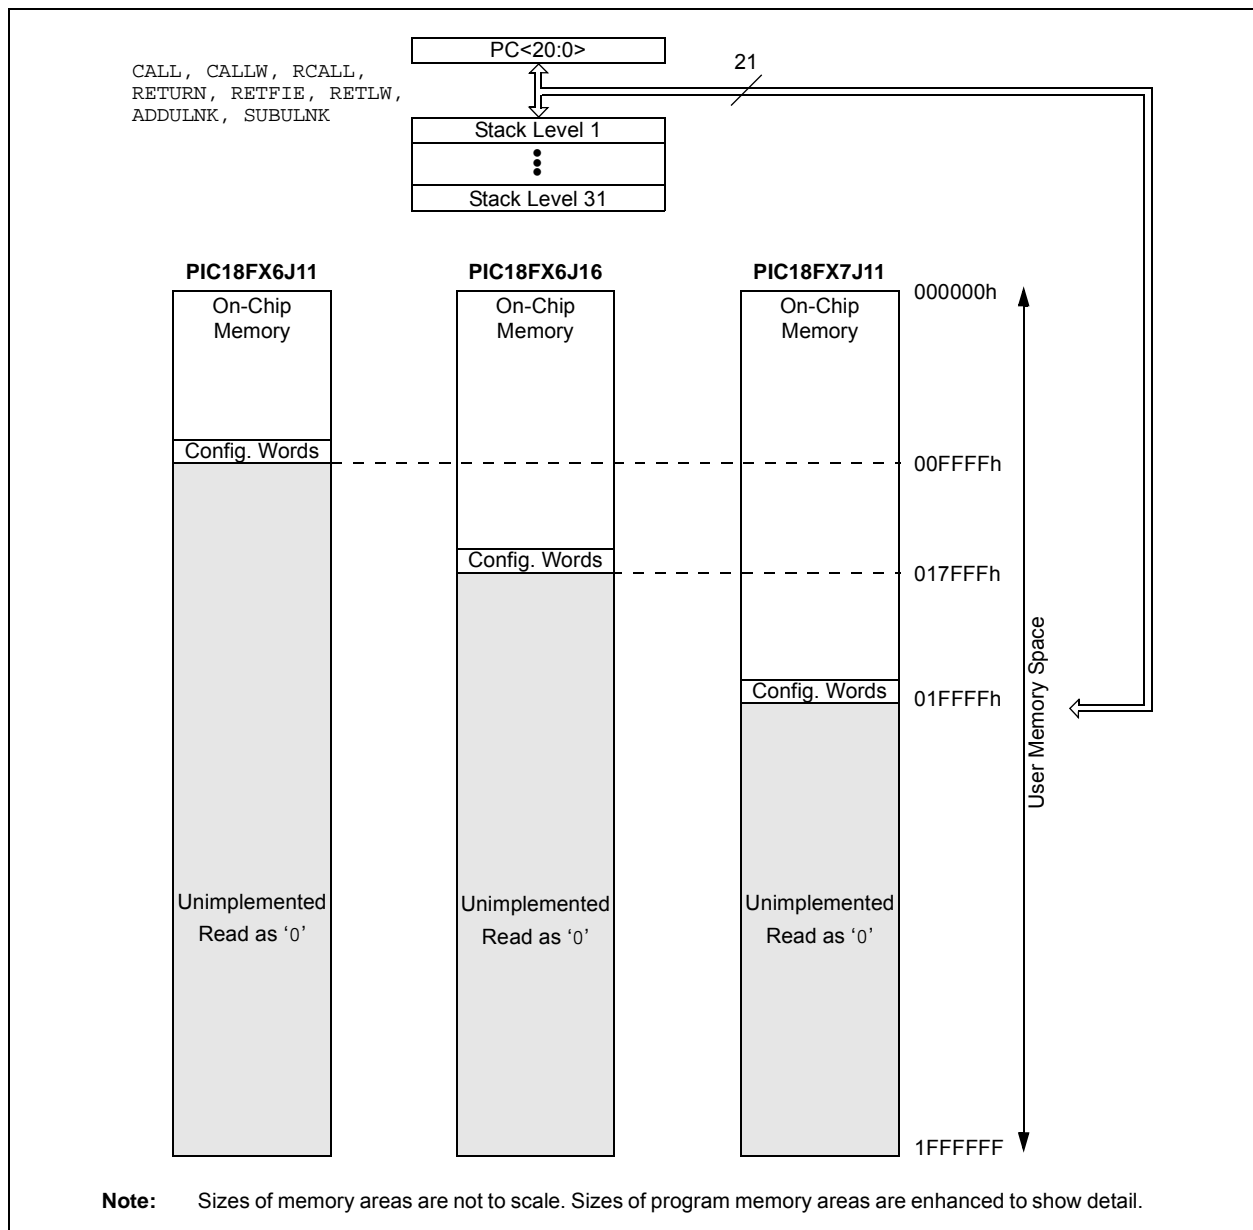 PC<20:0>
21
CALL, CALLW, RCALL,
RETURN, RETFIE, RETLW,
ADDULNK, SUBULNK
Stack Level 1
Stack Level 31
PIC18FX6J11
PIC18FX6J16
PIC18FX7J11
On-Chip
Memory
On-Chip
Memory
On-Chip
Memory
000000h
Config. Words
00FFFFh
Config. Words
017FFFh
Config. Words
01FFFFh
User Memory Space
Unimplemented
Read as ‘0’
Unimplemented
Read as ‘0’
Unimplemented
Read as ‘0’
1FFFFFF
Note: Sizes of memory areas are not to scale. Sizes of program memory areas are enhanced to show detail.